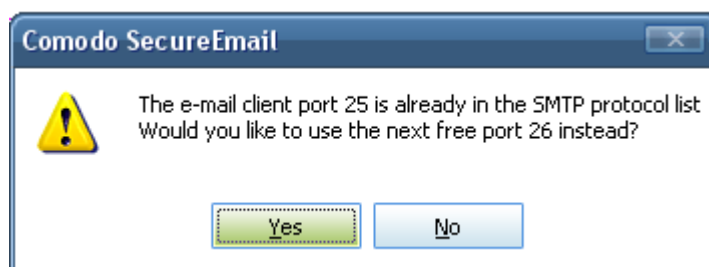 Comodo SecureEmail
The e-mail client port 25 is already in the SMTP protocol list
Would you like to use the next free port 26 instead?
Yes
No